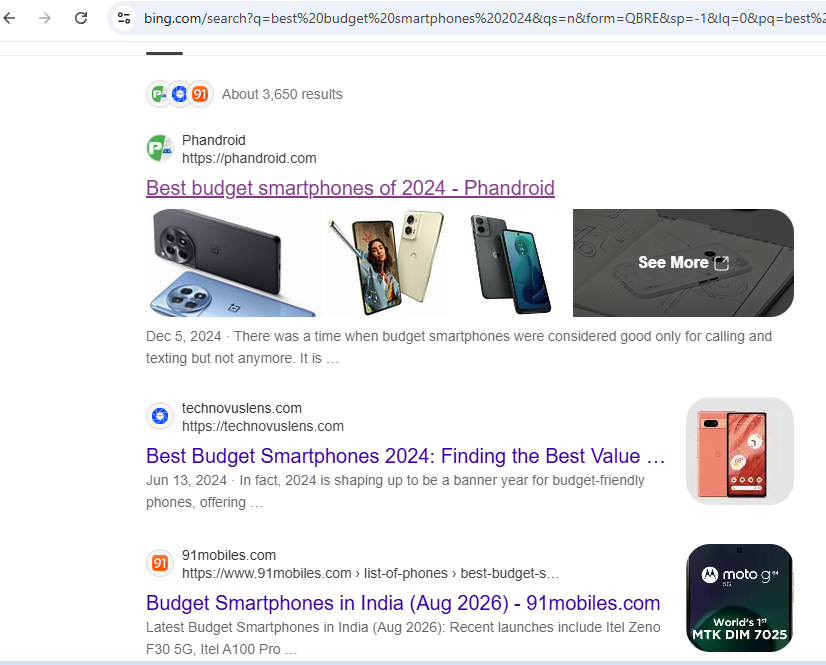 bing.com/search?q=best%20budget%20smartphones%202024&qs=n&form=QBRE&sp=-1&lq=0&pq=best%2
91 About 3,650 results
Phandroid
https://phandroid.com
Best budget smartphones of 2024 - Phandroid
See More
Dec 5, 2024 · There was a time when budget smartphones were considered good only for calling and
texting but not anymore. It is …
technovuslens.com
https://technovuslens.com
Best Budget Smartphones 2024: Finding the Best Value …
Jun 13, 2024 · In fact, 2024 is shaping up to be a banner year for budget-friendly
phones, offering …
91
91mobiles.com
https://www.91mobiles.com › list-of-phones › best-budget-s…
Budget Smartphones in India (Aug 2026) - 91mobiles.com
Latest Budget Smartphones in India (Aug 2026): Recent launches include Itel Zeno
F30 5G, Itel A100 Pro …
moto g64
5G
World's 1st
MTK DIM 7025